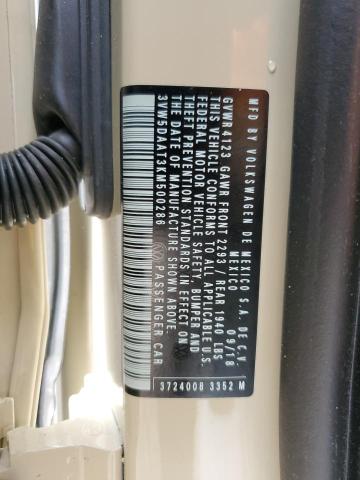 MFD BY VOLKSWAGEN DE MEXICO S.A. DE C.V
MEXICO 09/18
GVWR 4123 GAWR FRONT 2293 / REAR 1940 LBS
THIS VEHICLE CONFORMS TO ALL APPLICABLE U.S.
FEDERAL MOTOR VEHICLE SAFETY, BUMPER AND
THEFT PREVENTION STANDARDS IN EFFECT ON
THE DATE OF MANUFACTURE SHOWN ABOVE.
3VW5DAAT3KM500286 PASSENGER CAR
3724008 3352 M